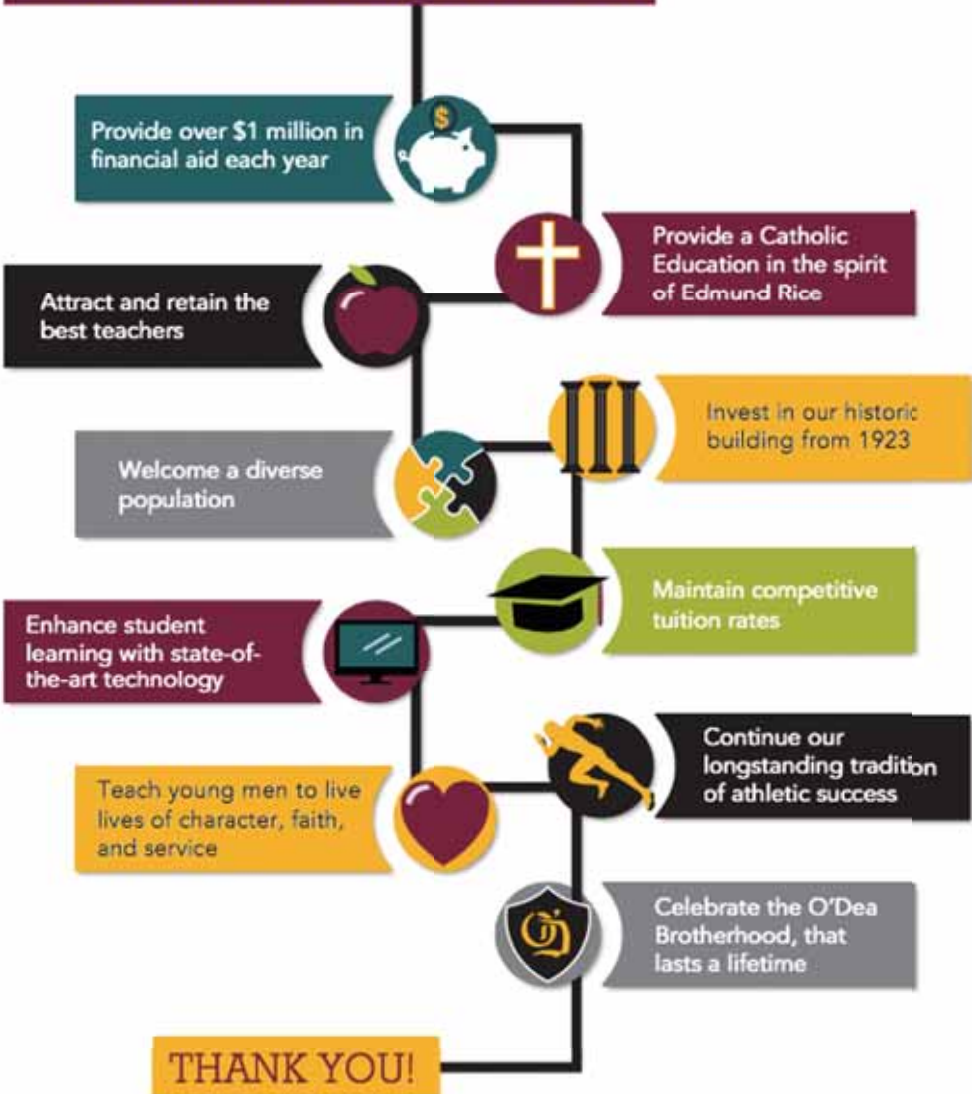 $
Provide over $1 million in
financial aid each year
Provide a Catholic
Education in the spirit
of Edmund Rice
Attract and retain the
best teachers
Invest in our historic
building from 1923
Welcome a diverse
population
Maintain competitive
tuition rates
Enhance student
learning with state-of-
the-art technology
Continue our
longstanding tradition
of athletic success
Teach young men to live
lives of character, faith,
and service
Celebrate the O'Dea
Brotherhood, that
lasts a lifetime
OD
THANK YOU!